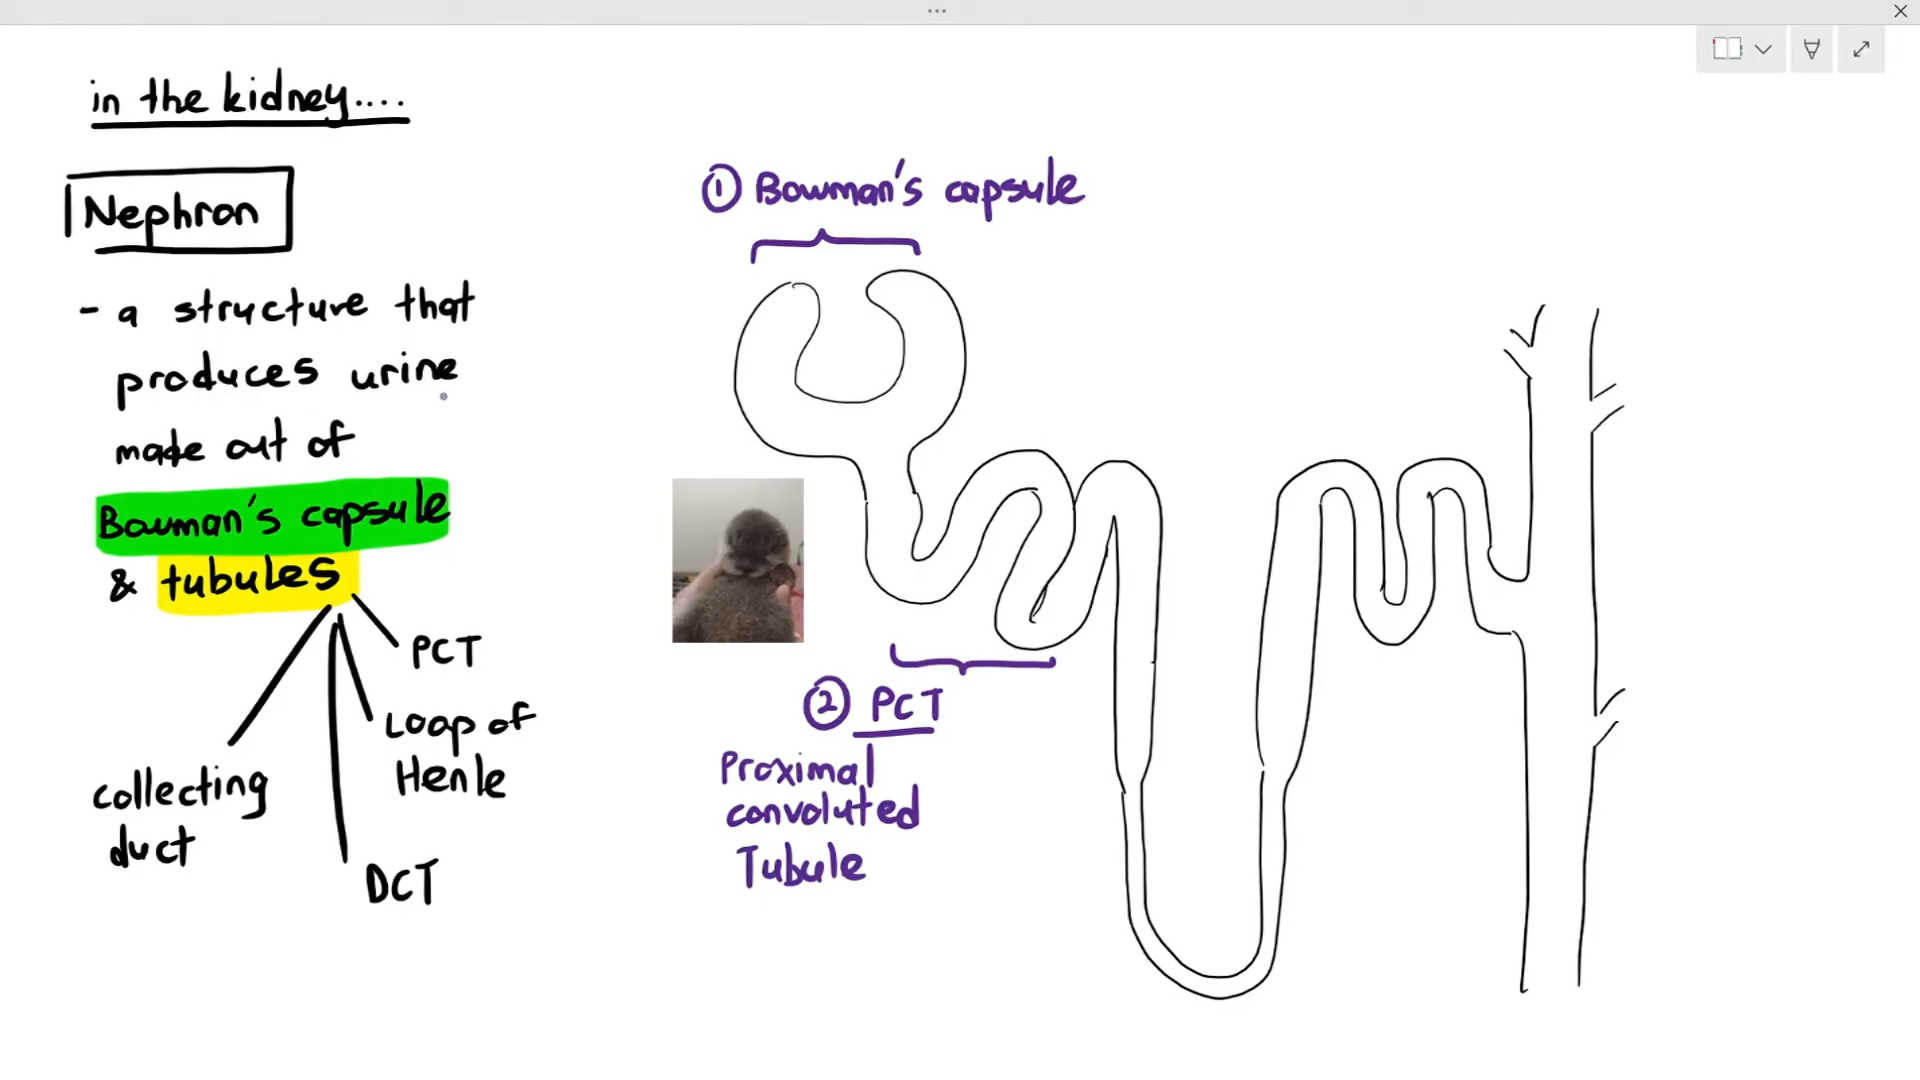 in the kidney....
Nephron
- a structure that
produces urine
made out of
Bowman's capsule
& tubules
PCT
Loop of
Henle
collecting
duct
DCT
① Bowman's capsule
② PCT
Proximal
convoluted
Tubule